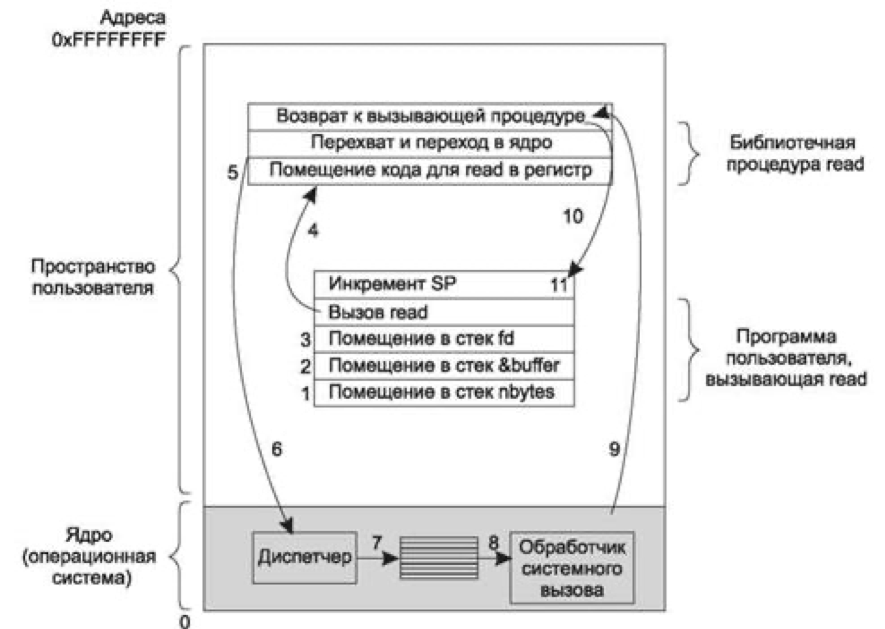 Адреса
0xFFFFFFFF
Возврат к вызывающей процедуре
Перехват и переход в ядро
5
Помещение кода для read в регистр
Библиотечная
процедура read
4
10
Пространство
пользователя
Инкремент SP
11
Вызов read
3
Помещение в стек fd
2
Помещение в стек &buffer
1
Помещение в стек nbytes
Программа
пользователя,
вызывающая read
6
9
Ядро
(операционная
система)
Диспетчер
7
8
Обработчик
системного
вызова
0